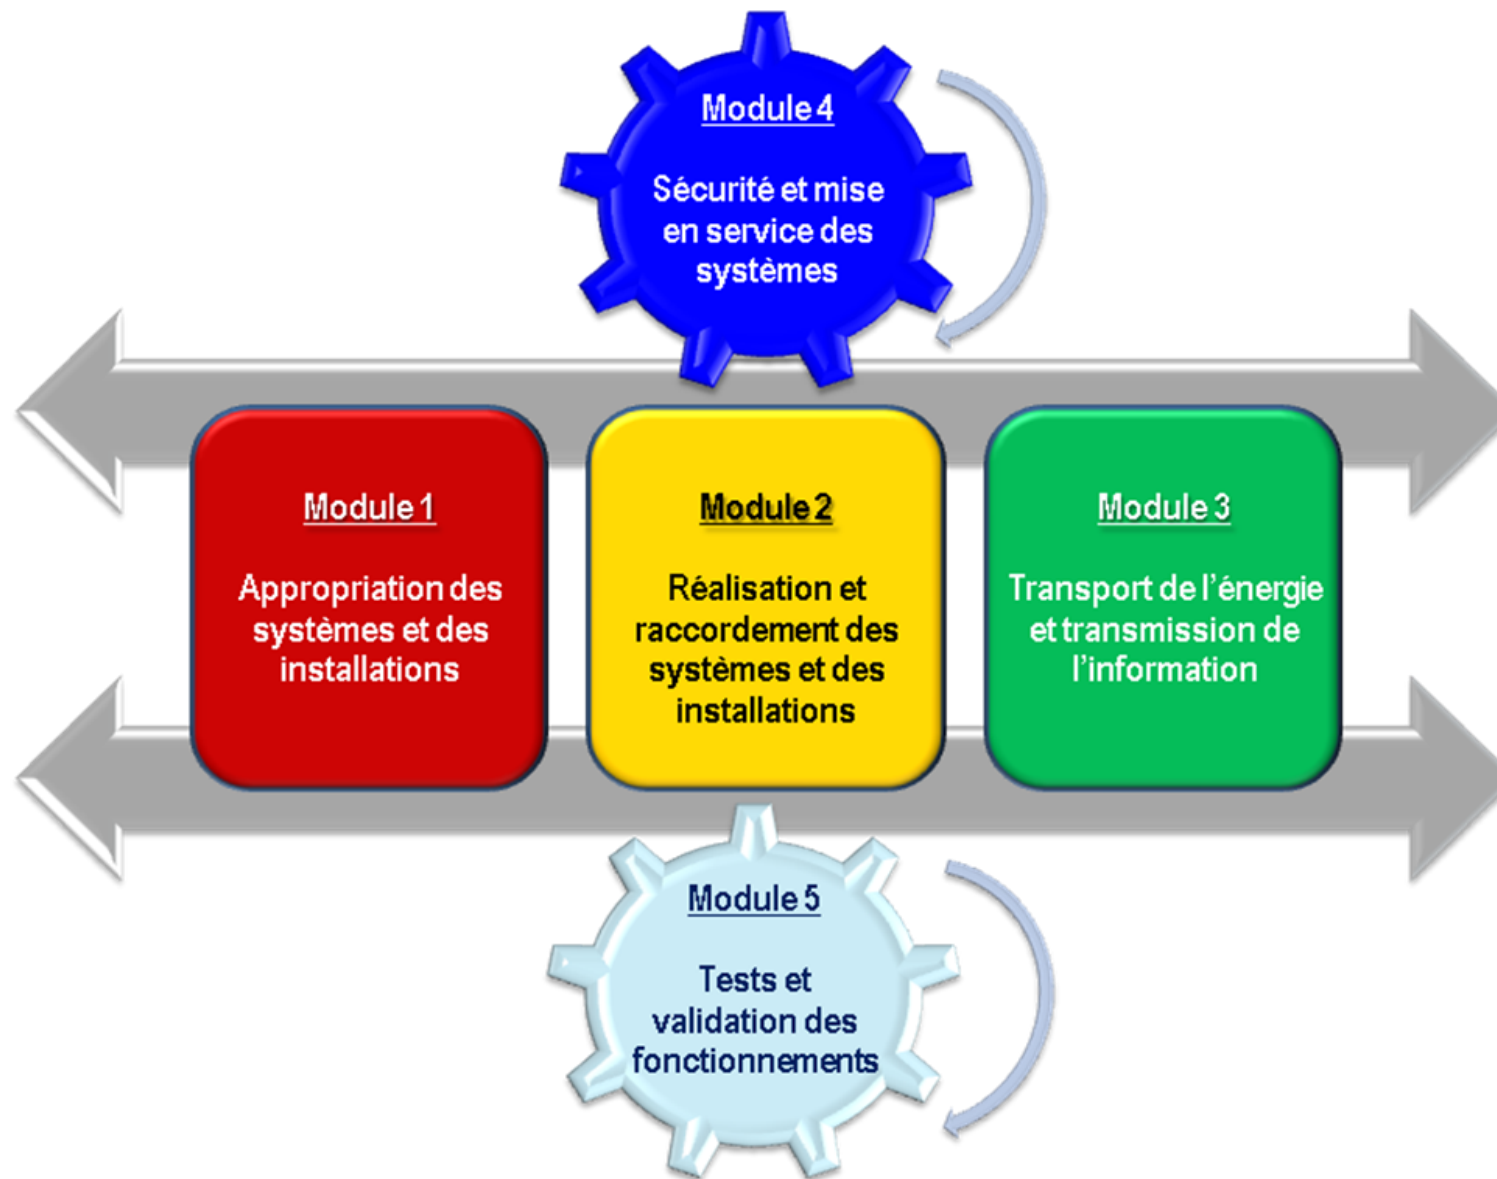 Module 4
Sécurité et mise
en service des
systèmes
Module 1
Appropriation des
systèmes et des
installations
Module 2
Réalisation et
raccordement des
systèmes et des
installations
Module 3
Transport de l’énergie
et transmission de
l’information
Module 5
Tests et
validation des
fonctionnements